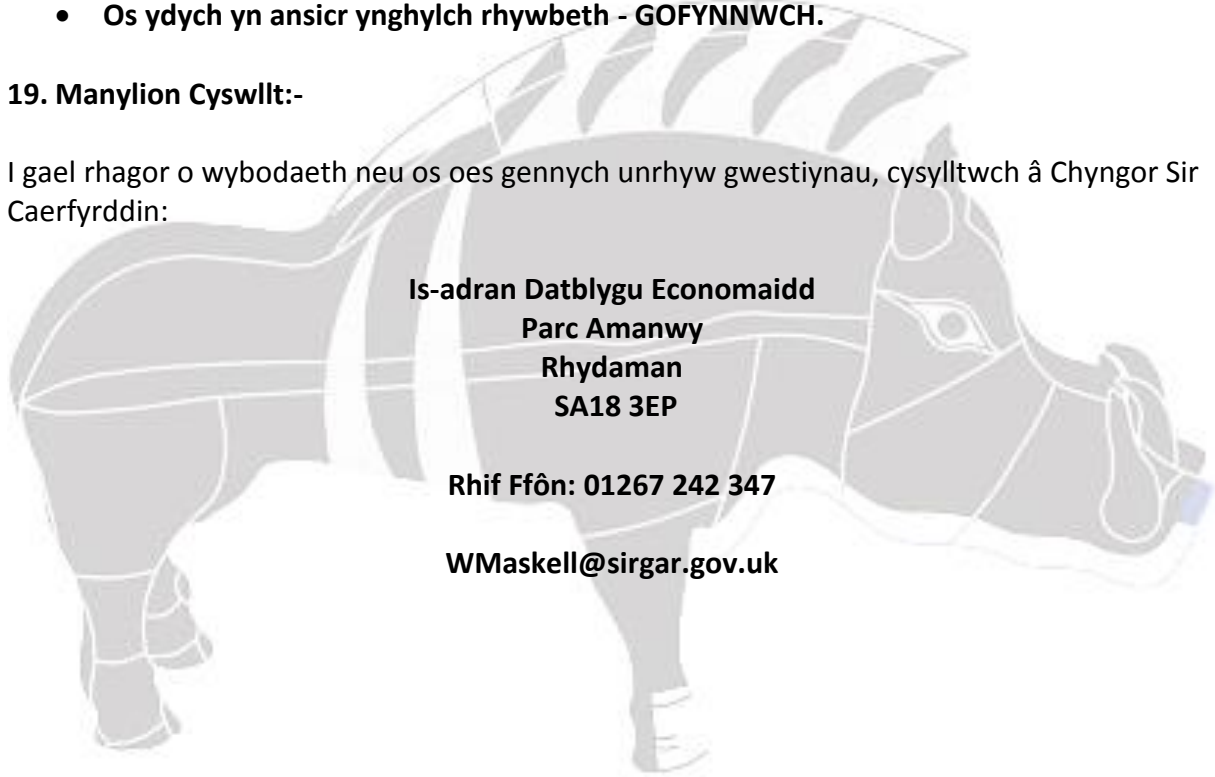 • Os ydych yn ansicr ynghylch rhywbeth - GOFYNNWCH.
19. Manylion Cyswllt:-
I gael rhagor o wybodaeth neu os oes gennych unrhyw gwestiynau, cysylltwch â Chyngor Sir
Caerfyrddin:
Is-adran Datblygu Economaidd
Parc Amanwy
Rhydaman
SA18 3EP
Rhif Ffôn: 01267 242 347
WMaskell@sirgar.gov.uk